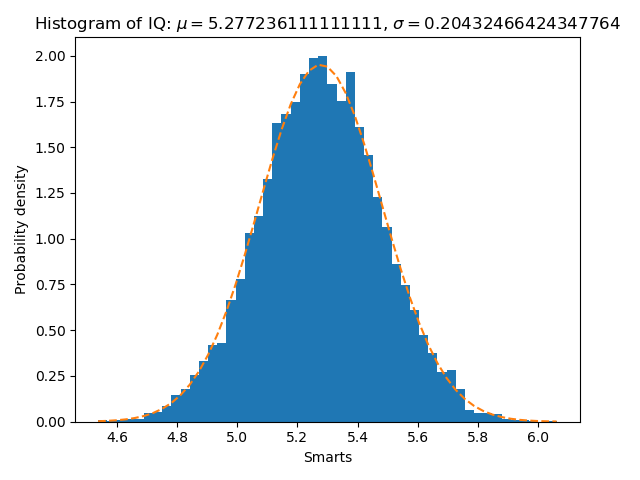 Histogram of IQ: μ = 5.277236111111111, σ = 0.20432466424347764
2.00
1.75
1.50
1.25
1.00
0.75
0.50
0.25
0.00
Probability density
4.6 4.8 5.0 5.2 5.4 5.6 5.8 6.0
Smarts